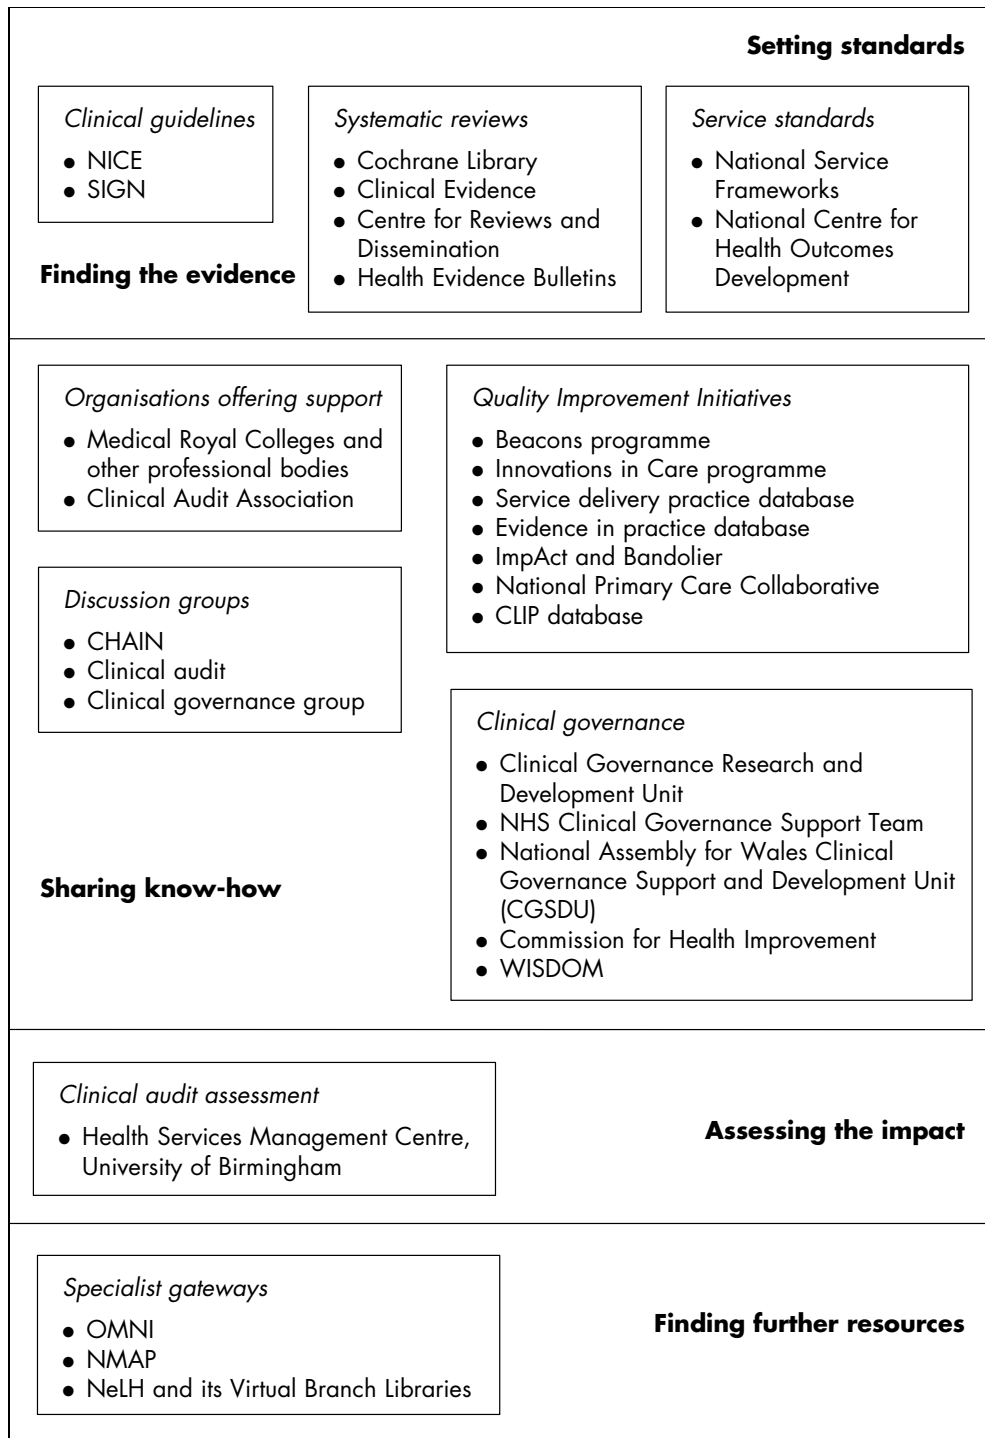 Setting standards
Clinical guidelines
● NICE
● SIGN
Finding the evidence
Systematic reviews
● Cochrane Library
● Clinical Evidence
● Centre for Reviews and
Dissemination
● Health Evidence Bulletins
Service standards
● National Service
Frameworks
● National Centre for
Health Outcomes
Development
Organisations offering support
● Medical Royal Colleges and
other professional bodies
● Clinical Audit Association
Discussion groups
● CHAIN
● Clinical audit
● Clinical governance group
Quality Improvement Initiatives
● Beacons programme
● Innovations in Care programme
● Service delivery practice database
● Evidence in practice database
● ImpAct and Bandolier
● National Primary Care Collaborative
● CLIP database
Clinical governance
● Clinical Governance Research and
Development Unit
● NHS Clinical Governance Support Team
● National Assembly for Wales Clinical
Governance Support and Development Unit
(CGSDU)
● Commission for Health Improvement
● WISDOM
Sharing know-how
Clinical audit assessment
● Health Services Management Centre,
University of Birmingham
Assessing the impact
Specialist gateways
● OMNI
● NMAP
● NeLH and its Virtual Branch Libraries
Finding further resources